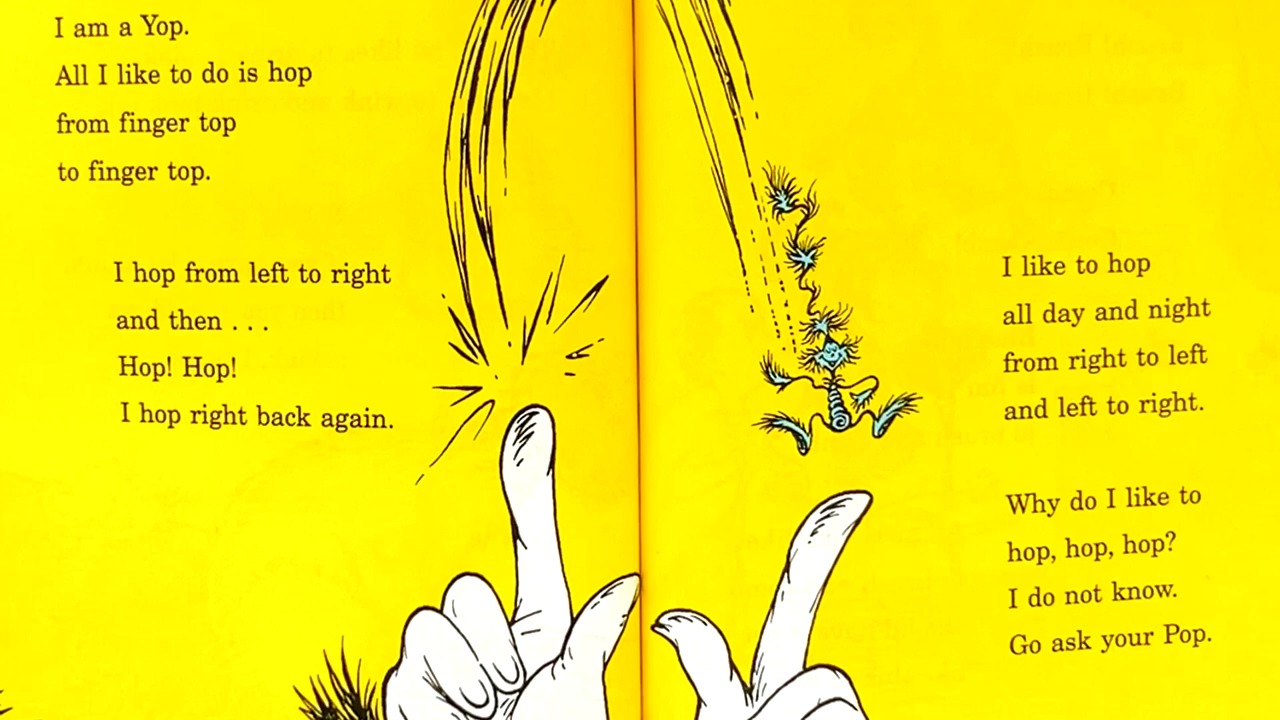 I am a Yop.
All I like to do is hop
from finger top
to finger top.
I hop from left to right
and then . . .
Hop! Hop!
I hop right back again.
I like to hop
all day and night
from right to left
and left to right.
Why do I like to
hop, hop, hop?
I do not know.
Go ask your Pop.